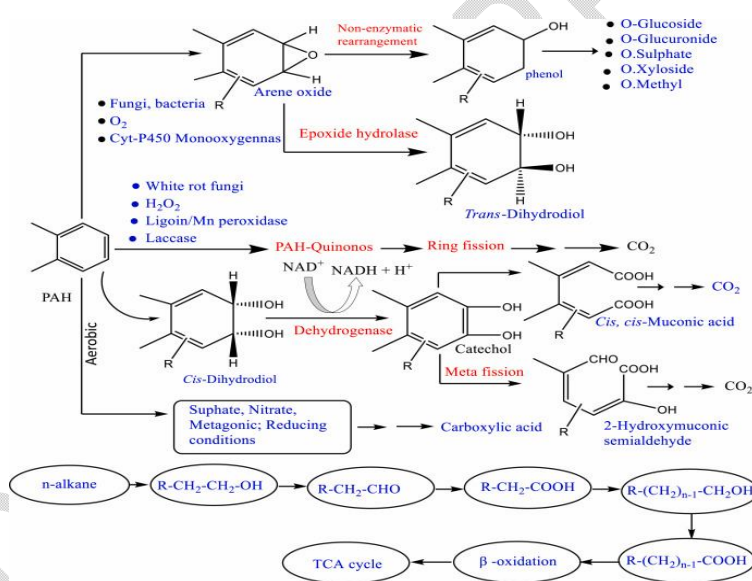 H
O
H
R
Arene oxide
Non-enzymatic
rearrangement
OH
R
phenol
● O-Glucoside
● O-Glucuronide
● O.Sulphate
● O.Xyloside
● O.Methyl
● Fungi, bacteria
● O2
● Cyt-P450 Monooxygennas
Epoxide hydrolase
H
OH
OH
H
R
Trans-Dihydrodiol
● White rot fungi
● H2O2
● Ligoin/Mn peroxidase
● Laccase
PAH
PAH-Quinonos
Ring fission
CO2
Aerobic
H
OH
OH
H
R
Cis-Dihydrodiol
NAD+
NADH + H+
Dehydrogenase
OH
OH
R
Catechol
COOH
COOH
R
Cis, cis-Muconic acid
CO2
Meta fission
CHO
COOH
OH
R
2-Hydroxymuconic
semialdehyde
CO2
Suphate, Nitrate,
Metagonic; Reducing
conditions
Carboxylic acid
n-alkane
R-CH2-CH2-OH
R-CH2-CHO
R-CH2-COOH
R-(CH2)n-1-CH2OH
TCA cycle
β -oxidation
R-(CH2)n-1-COOH